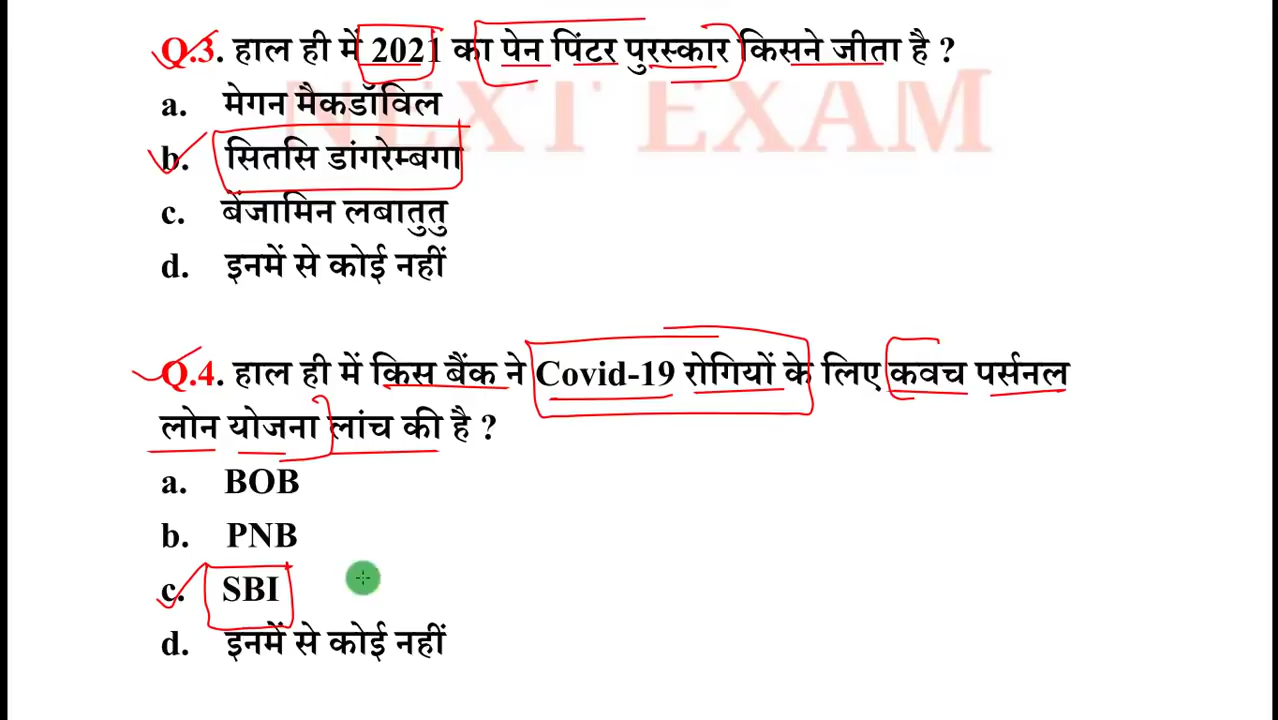 Q.3. हाल ही में 2021 का पेन पिंटर पुरस्कार किसने जीता है ?
NEXT EXAM
a. मेगन मैकडॉविल
b. सितसि डांगरेम्बगा
c. बेंजामिन लबातुतु
d. इनमें से कोई नहीं
Q.4. हाल ही में किस बैंक ने Covid-19 रोगियों के लिए कवच पर्सनल
लोन योजना लांच की है ?
a. BOB
b. PNB
c. SBI
d. इनमें से कोई नहीं